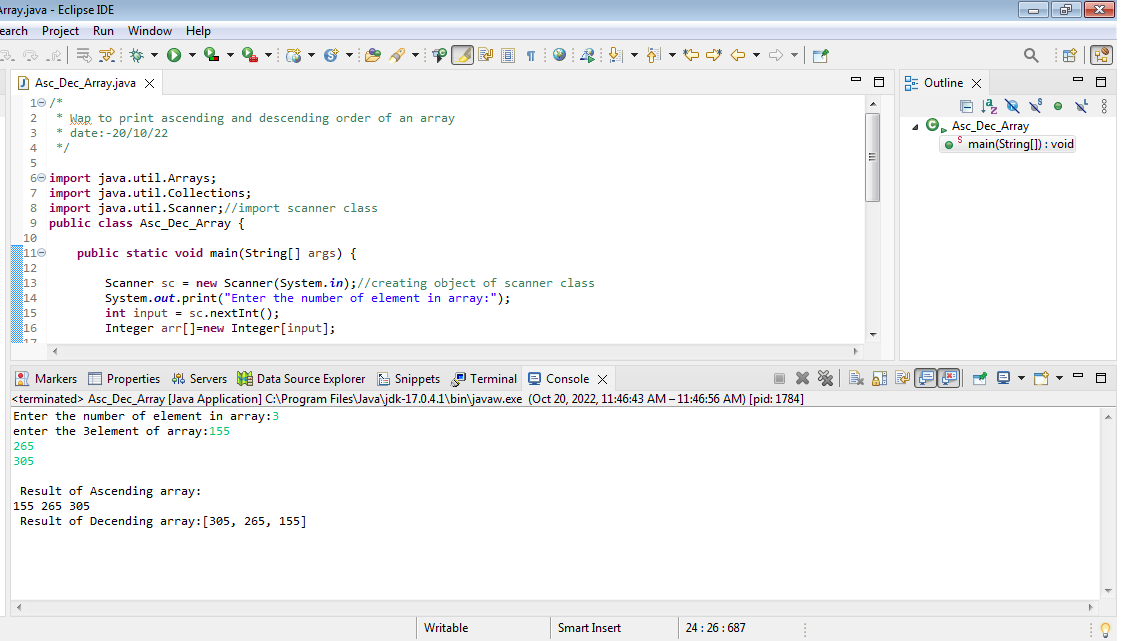 Array.java - Eclipse IDE
earch Project Run Window Help
Asc_Dec_Array.java
1 /*
2  * Wap to print ascending and descending order of an array
3  * date:-20/10/22
4  */
5
6 import java.util.Arrays;
7 import java.util.Collections;
8 import java.util.Scanner;//import scanner class
9 public class Asc_Dec_Array {
10
11     public static void main(String[] args) {
12
13         Scanner sc = new Scanner(System.in);//creating object of scanner class
14         System.out.print("Enter the number of element in array:");
15         int input = sc.nextInt();
16         Integer arr[]=new Integer[input];
17
Outline
Asc_Dec_Array
main(String[]) : void
Markers Properties Servers Data Source Explorer Snippets Terminal Console
<terminated> Asc_Dec_Array [Java Application] C:\Program Files\Java\jdk-17.0.4.1\bin\javaw.exe (Oct 20, 2022, 11:46:43 AM – 11:46:56 AM) [pid: 1784]
Enter the number of element in array:3
enter the 3element of array:155
265
305
 Result of Ascending array:
155 265 305
 Result of Decending array:[305, 265, 155]
Writable Smart Insert 24 : 26 : 687